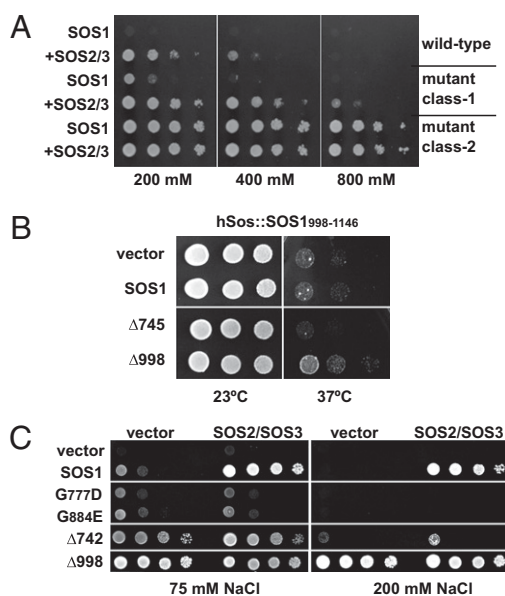 A
SOS1
+SOS2/3
wild-type
SOS1
+SOS2/3
mutant
class-1
SOS1
+SOS2/3
mutant
class-2
200 mM 400 mM 800 mM
B
hSos::SOS1998-1146
vector
SOS1
Δ745
Δ998
23ºC 37ºC
C
vector SOS2/SOS3 vector SOS2/SOS3
vector
SOS1
G777D
G884E
Δ742
Δ998
75 mM NaCl 200 mM NaCl